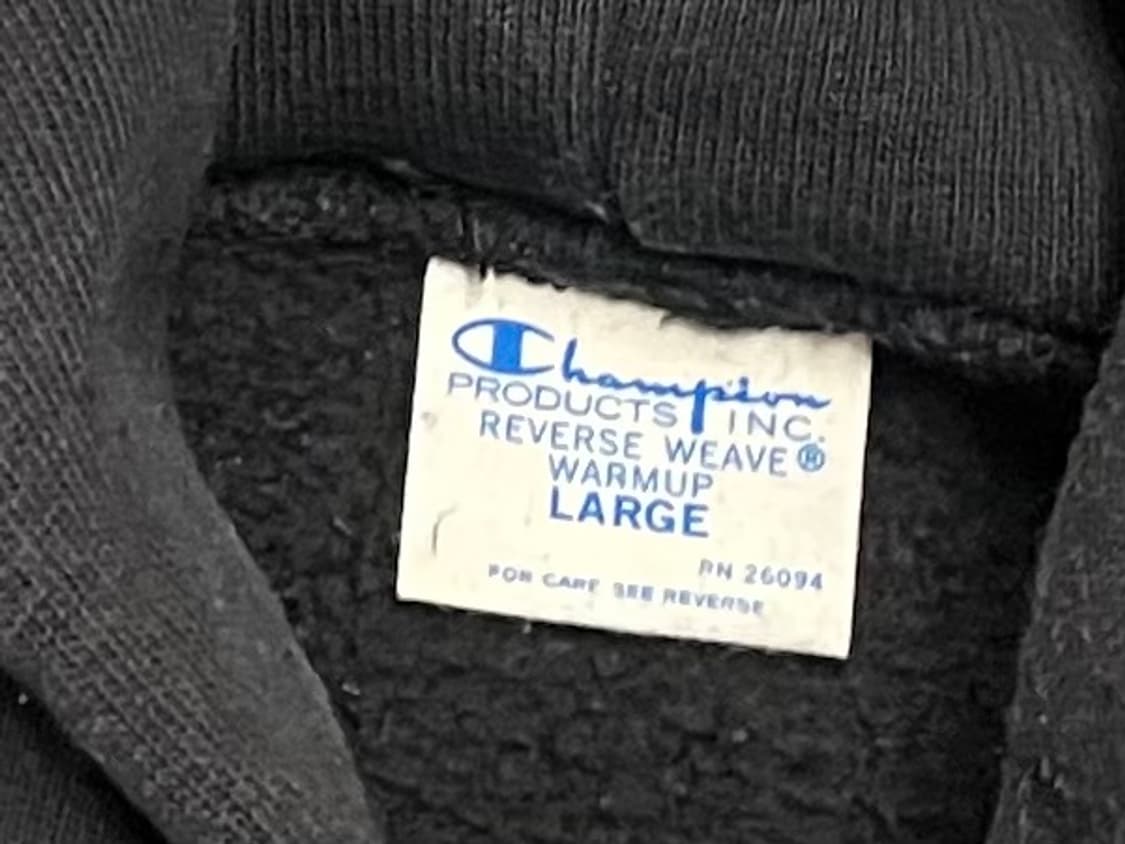 Champion
PRODUCTS INC.
REVERSE WEAVE®
WARMUP
LARGE
RN 26094
FOR CARE SEE REVERSE